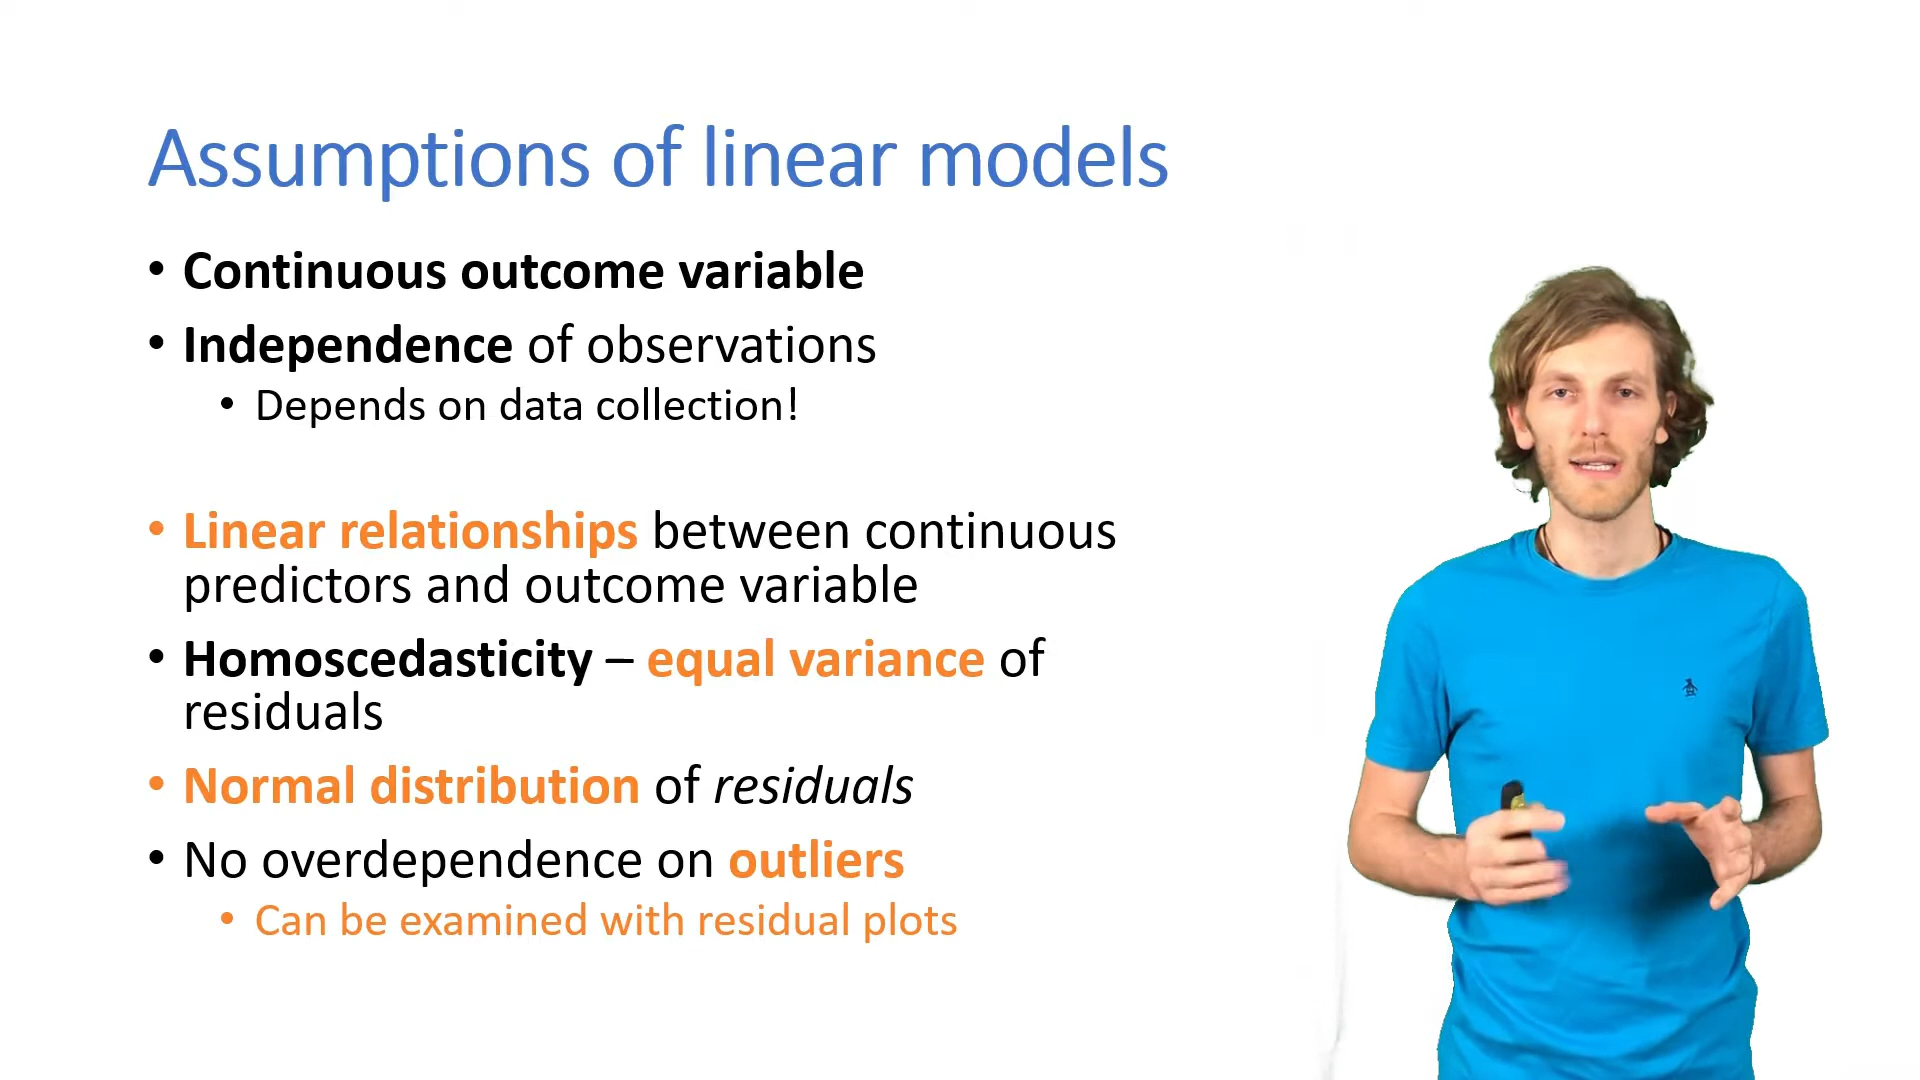 Assumptions of linear models
• Continuous outcome variable
• Independence of observations
• Depends on data collection!
• Linear relationships between continuous
predictors and outcome variable
• Homoscedasticity – equal variance of
residuals
• Normal distribution of residuals
• No overdependence on outliers
• Can be examined with residual plots